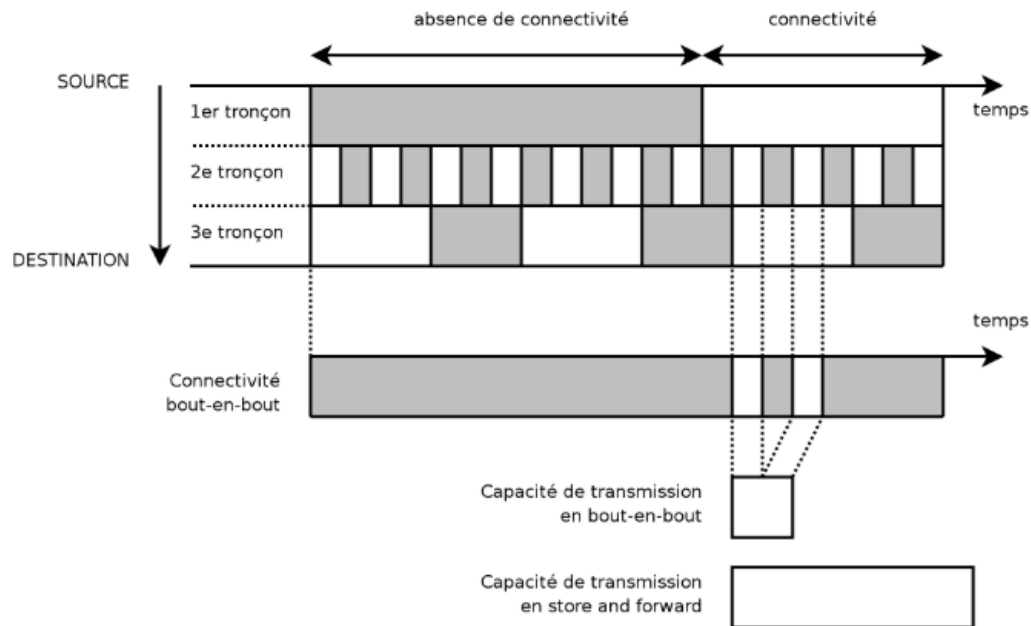 absence de connectivité
connectivité
SOURCE
temps
1er tronçon
2e tronçon
3e tronçon
DESTINATION
temps
Connectivité
bout-en-bout
Capacité de transmission
en bout-en-bout
Capacité de transmission
en store and forward